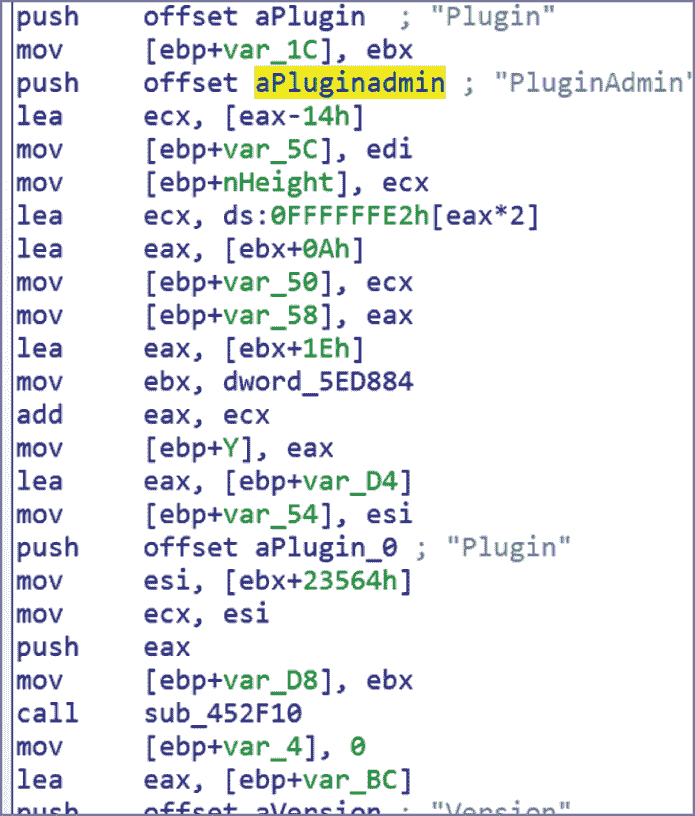 push offset aPlugin ; "Plugin"
mov [ebp+var_1C], ebx
push offset aPluginadmin ; "PluginAdmin"
lea ecx, [eax-14h]
mov [ebp+var_5C], edi
mov [ebp+nHeight], ecx
lea ecx, ds:0FFFFFFE2h[eax*2]
lea eax, [ebx+0Ah]
mov [ebp+var_50], ecx
mov [ebp+var_58], eax
lea eax, [ebx+1Eh]
mov ebx, dword_5ED884
add eax, ecx
mov [ebp+Y], eax
lea eax, [ebp+var_D4]
mov [ebp+var_54], esi
push offset aPlugin_0 ; "Plugin"
mov esi, [ebx+23564h]
mov ecx, esi
push eax
mov [ebp+var_D8], ebx
call sub_452F10
mov [ebp+var_4], 0
lea eax, [ebp+var_BC]
push offset aVersion ; "Version"